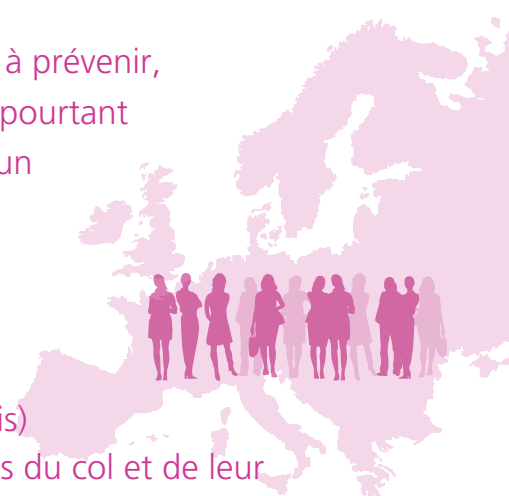 à prévenir,
pourtant
un
is)
s du col et de leur